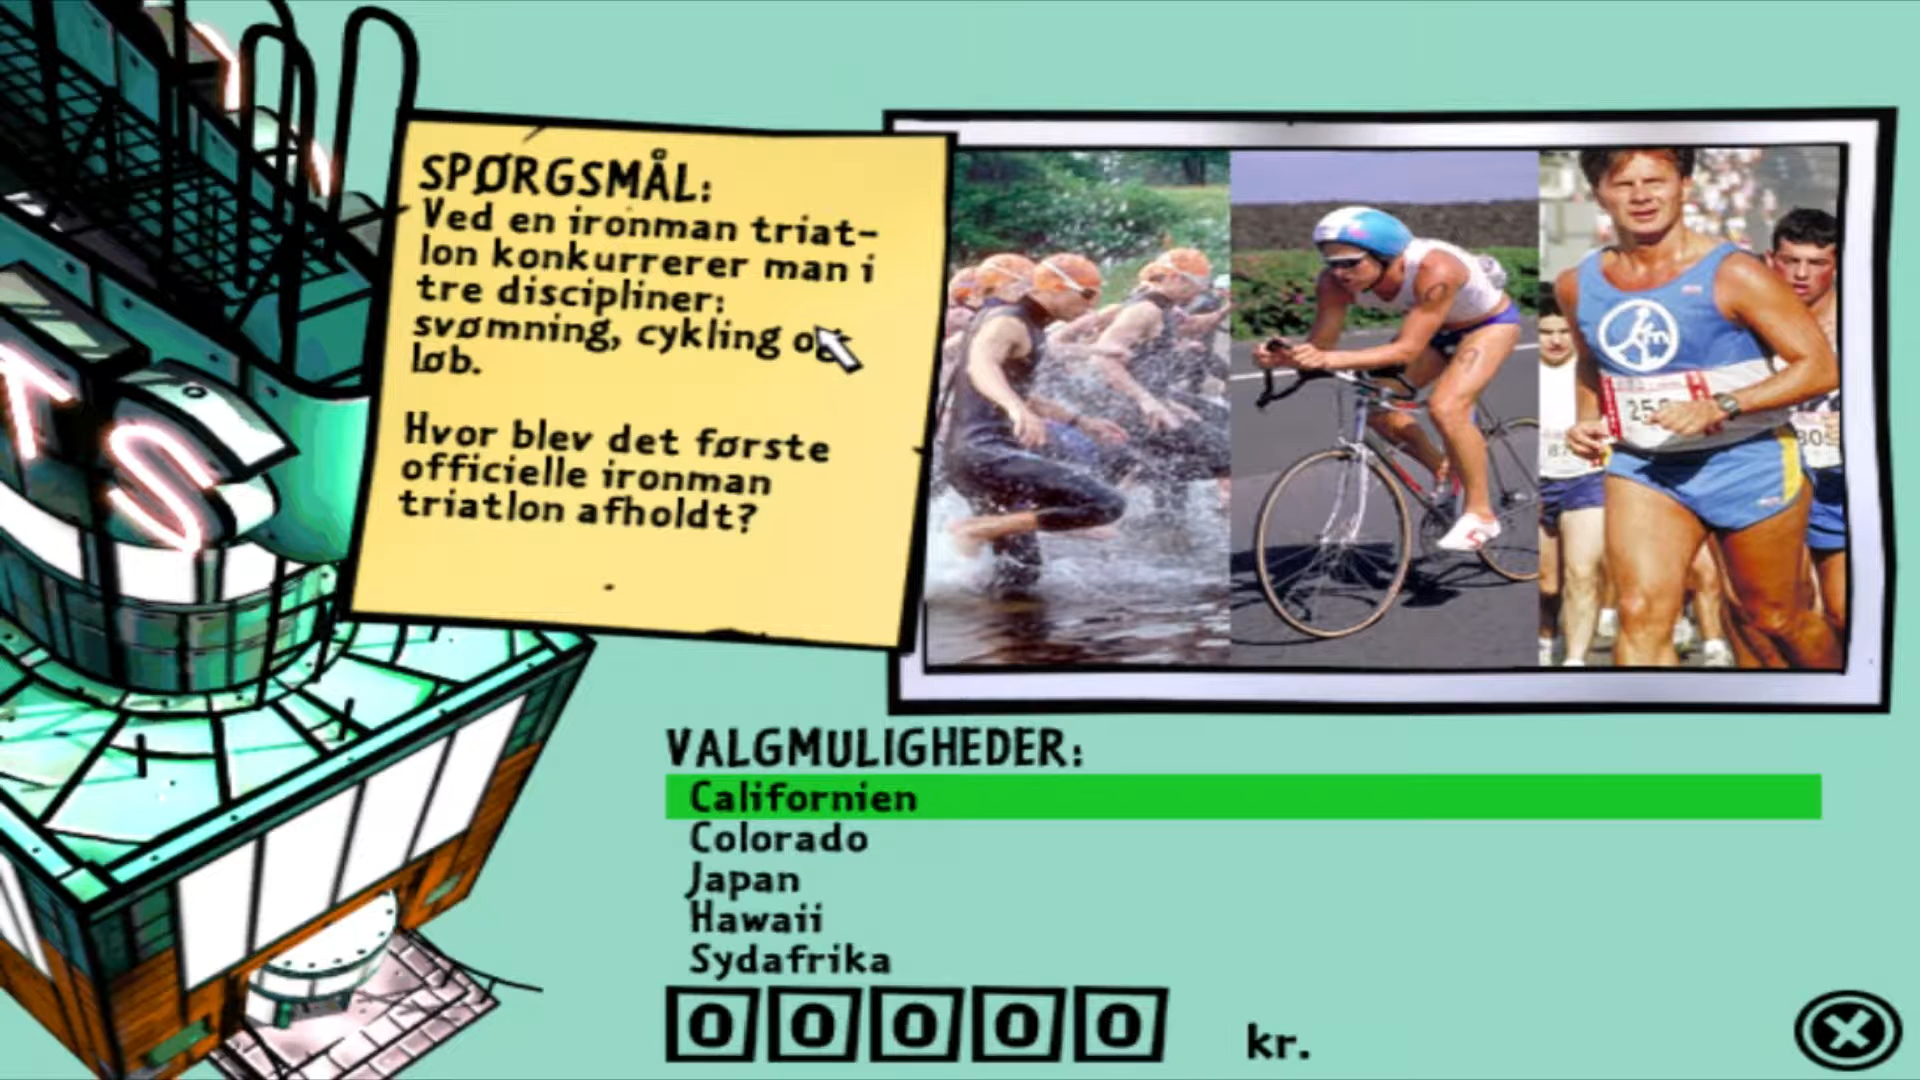 SPØRGSMÅL:
Ved en ironman triat-
lon konkurrerer man i
tre discipliner:
svømning, cykling og
løb.
Hvor blev det første
officielle ironman
triatlon afholdt?
VALGMULIGHEDER:
Californien
Colorado
Japan
Hawaii
Sydafrika
0 0 0 0 0 kr.